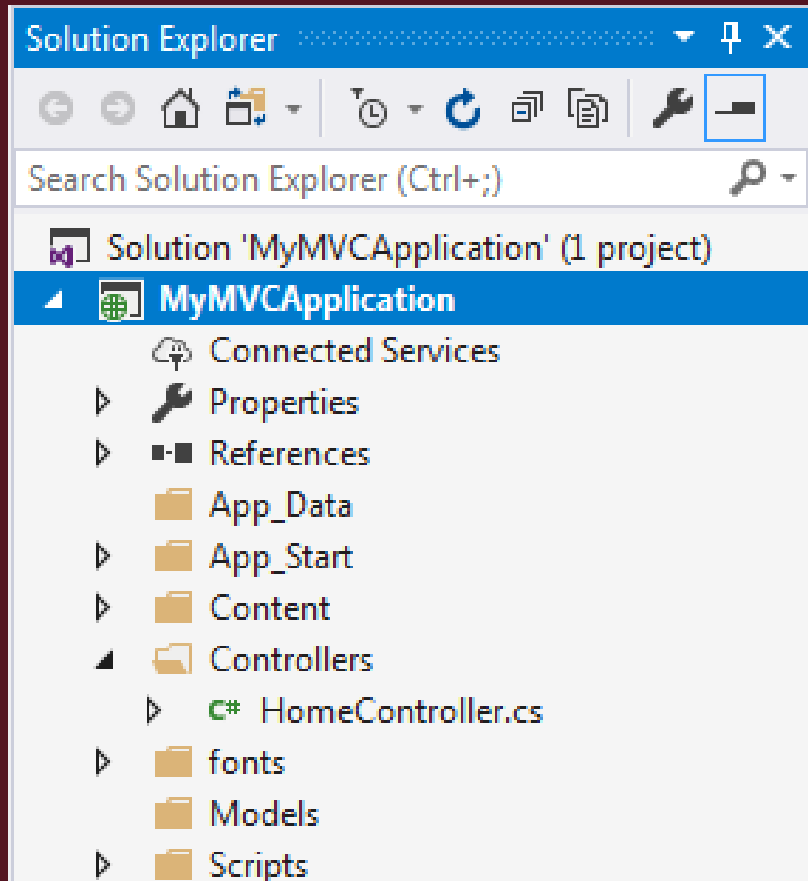 Solution Explorer
Search Solution Explorer (Ctrl+;)
Solution 'MyMVCApplication' (1 project)
MyMVCApplication
Connected Services
Properties
References
App_Data
App_Start
Content
Controllers
C# HomeController.cs
fonts
Models
Scripts